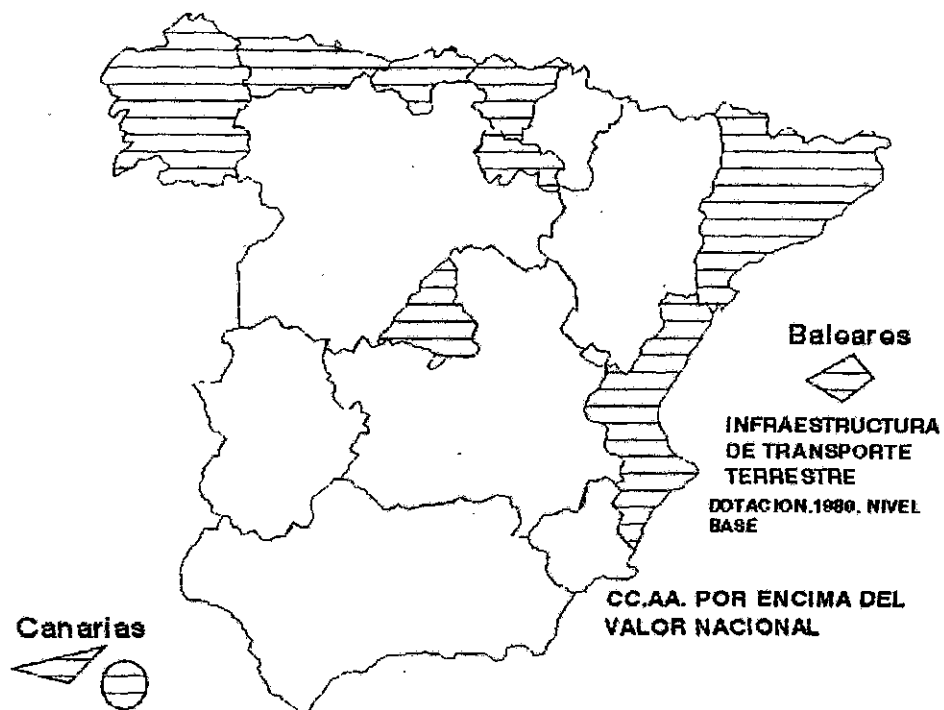 Baleares
INFRAESTRUCTURA
DE TRANSPORTE
TERRESTRE
DOTACION.1980. NIVEL
BASE
CC.AA. POR ENCIMA DEL
VALOR NACIONAL
Canarias